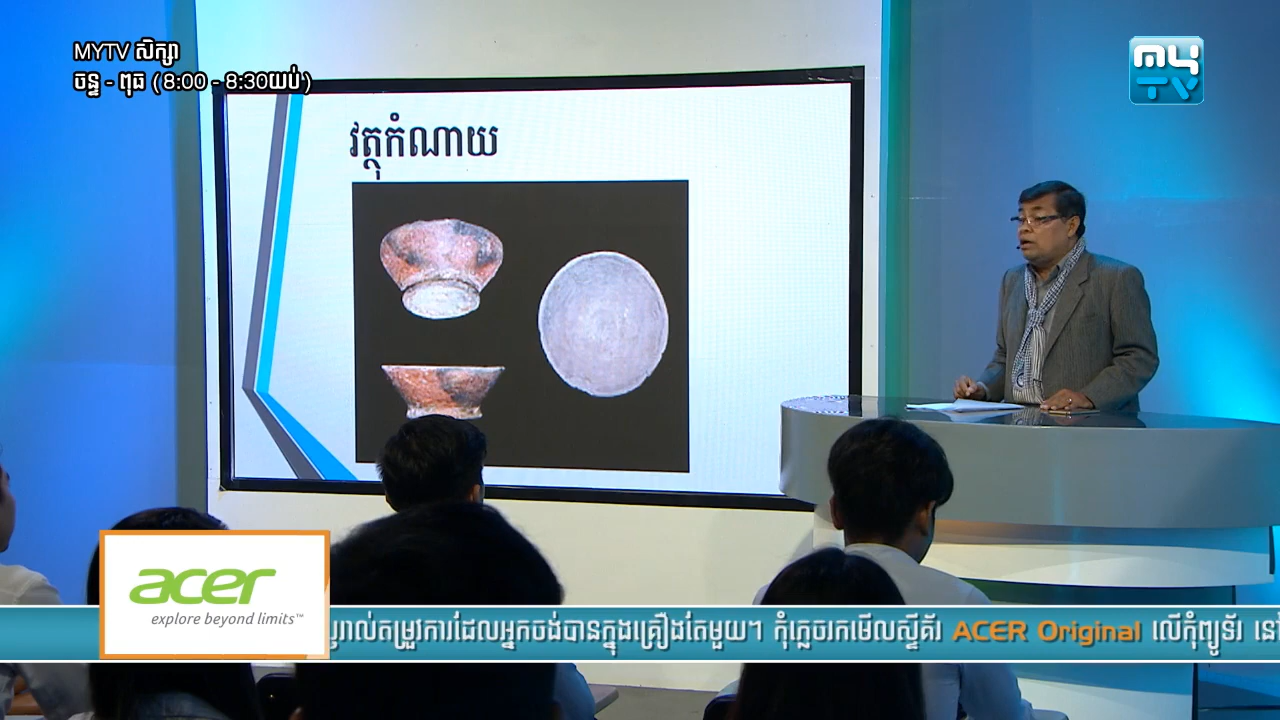 MYTV សិក្សា
ចន្ទ - ពុធ (8:00 - 8:30យប់)
MY
TV
វត្ថុកំណាយ
acer
explore beyond limits™
រាល់តម្រូវការដែលអ្នកចង់បានក្នុងគ្រឿងតែមួយ។ កុំភ្លេចរកមើលស្ទីគ័រ ACER Original លើកុំព្យូទ័រ នៅ